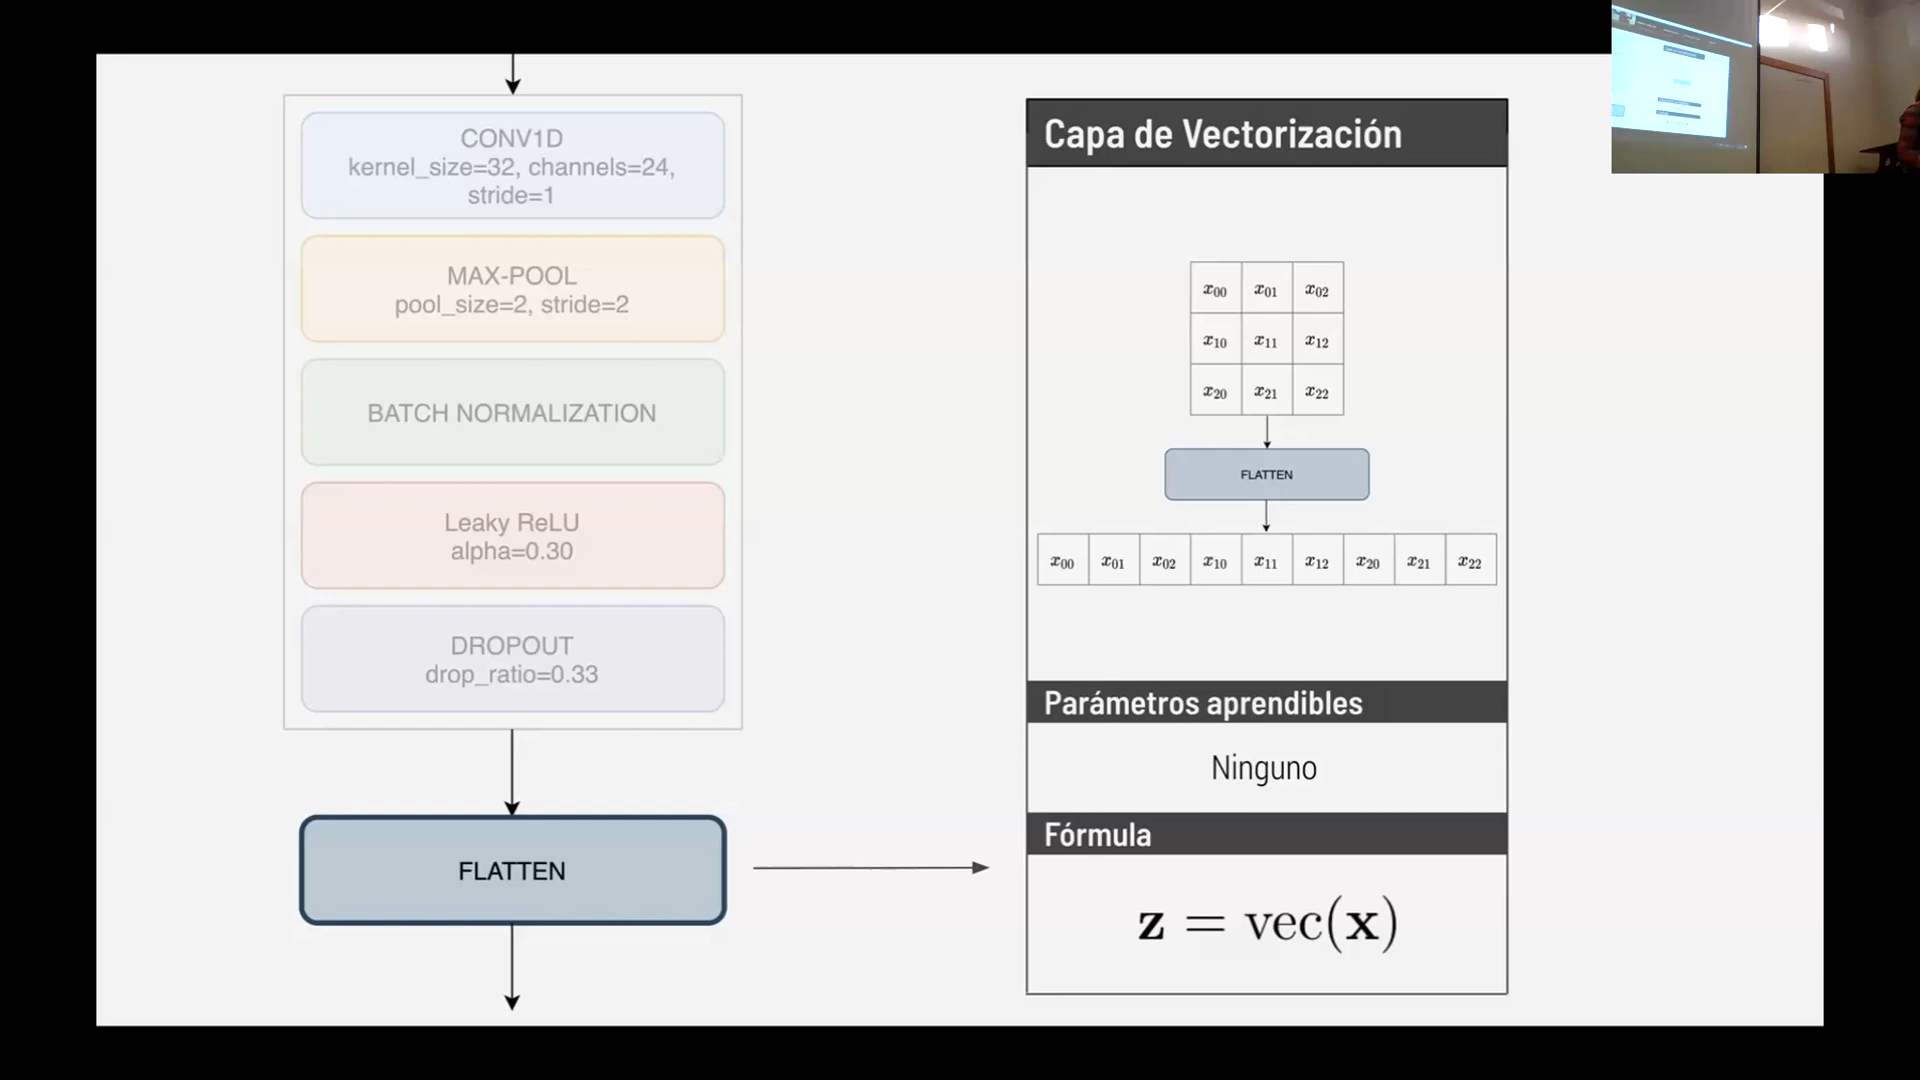 CONV1D
kernel_size=32, channels=24,
stride=1
MAX-POOL
pool_size=2, stride=2
BATCH NORMALIZATION
Leaky ReLU
alpha=0.30
DROPOUT
drop_ratio=0.33
FLATTEN
Capa de Vectorización
x00 x01 x02
x10 x11 x12
x20 x21 x22
FLATTEN
x00 x01 x02 x10 x11 x12 x20 x21 x22
Parámetros aprendibles
Ninguno
Fórmula
z = vec(x)